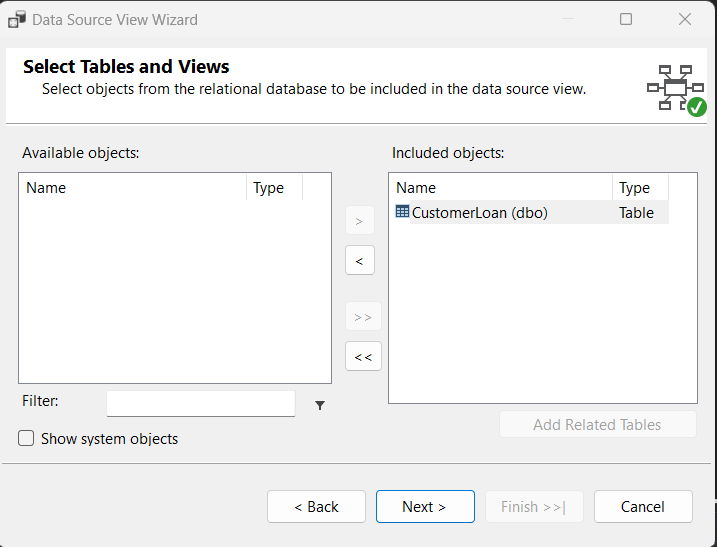 Data Source View Wizard
Select Tables and Views
Select objects from the relational database to be included in the data source view.
Available objects:
Name Type
>
<
>>
<<
Included objects:
Name Type
CustomerLoan (dbo) Table
Filter:
Show system objects
Add Related Tables
< Back Next > Finish >>| Cancel